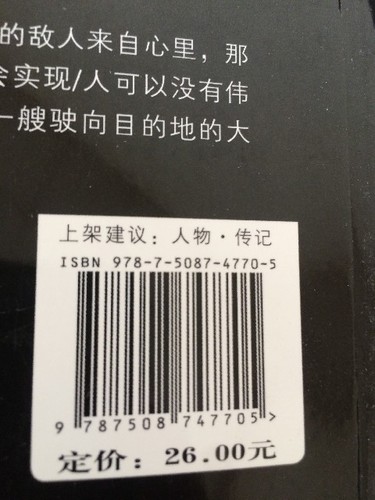 的敌人来自心里，那
会实现/人可以没有伟
一艘驶向目的地的大
上架建议：人物·传记
ISBN 978-7-5087-4770-5
9 787508 747705 >
定价：26.00元